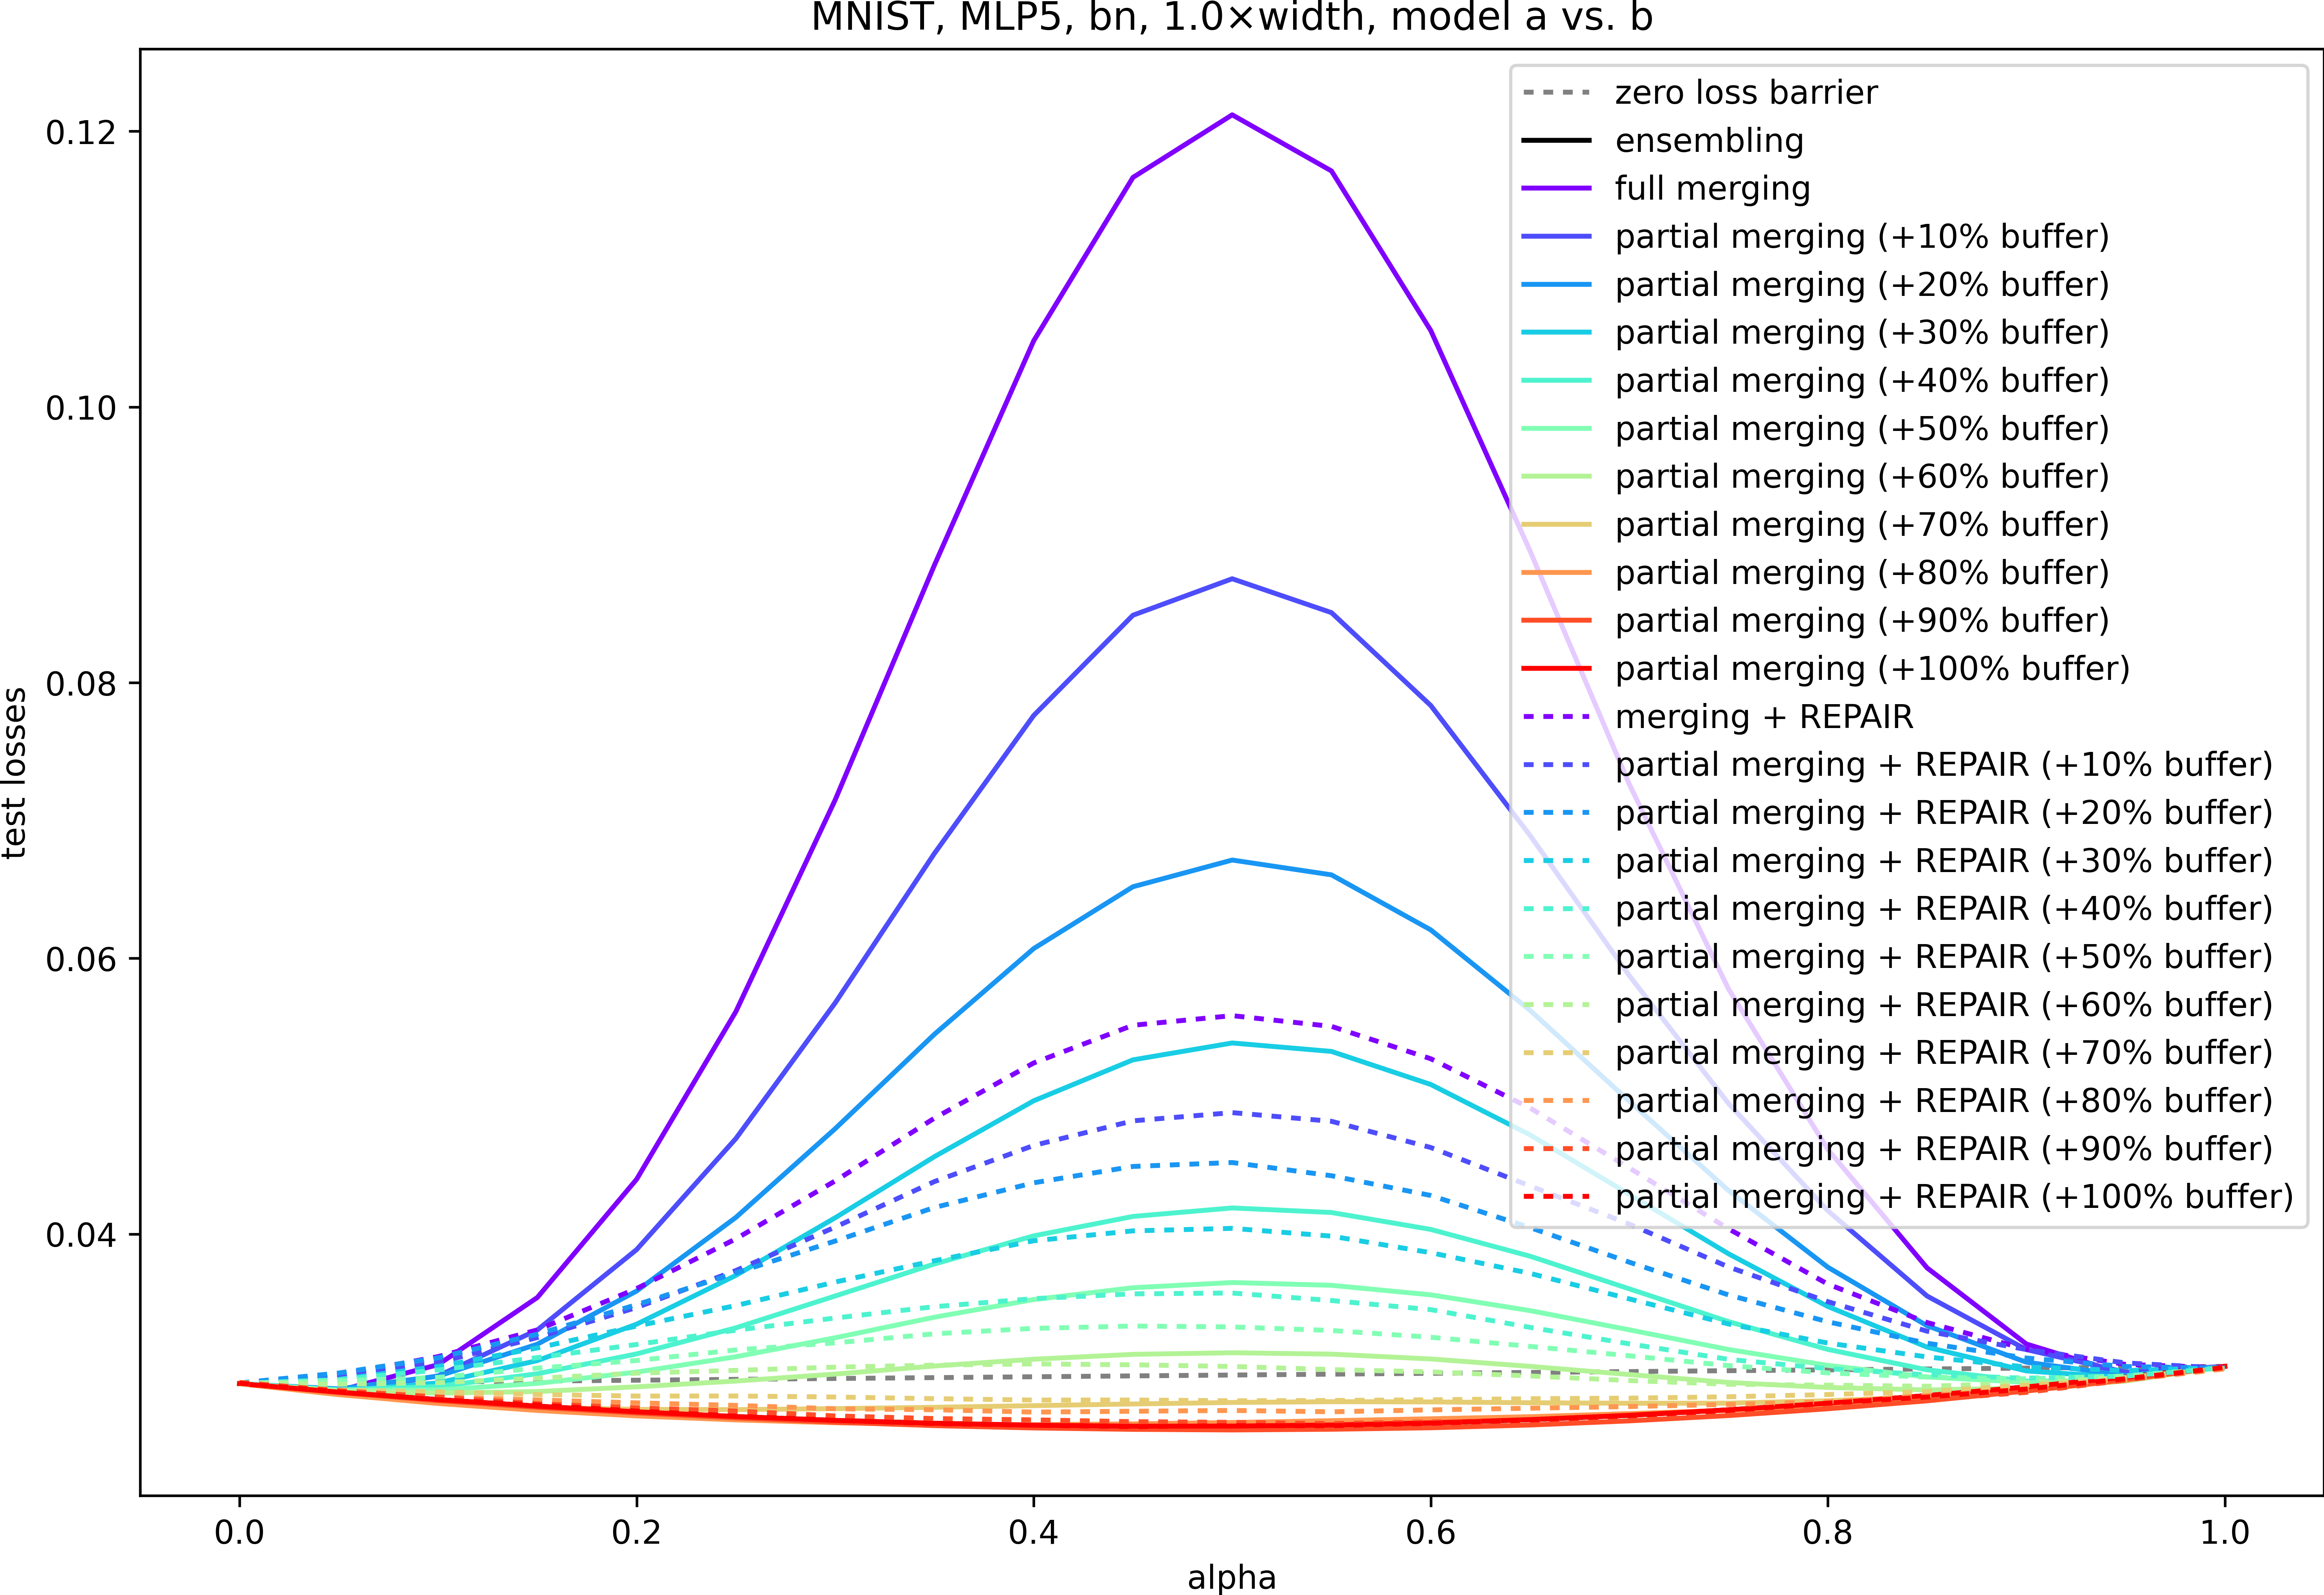 MNIST, MLP5, bn, 1.0×width, model a vs. b
test losses
0.12
0.10
0.08
0.06
0.04
zero loss barrier
ensembling
full merging
partial merging (+10% buffer)
partial merging (+20% buffer)
partial merging (+30% buffer)
partial merging (+40% buffer)
partial merging (+50% buffer)
partial merging (+60% buffer)
partial merging (+70% buffer)
partial merging (+80% buffer)
partial merging (+90% buffer)
partial merging (+100% buffer)
merging + REPAIR
partial merging + REPAIR (+10% buffer)
partial merging + REPAIR (+20% buffer)
partial merging + REPAIR (+30% buffer)
partial merging + REPAIR (+40% buffer)
partial merging + REPAIR (+50% buffer)
partial merging + REPAIR (+60% buffer)
partial merging + REPAIR (+70% buffer)
partial merging + REPAIR (+80% buffer)
partial merging + REPAIR (+90% buffer)
partial merging + REPAIR (+100% buffer)
0.0 0.2 0.4 0.6 0.8 1.0
alpha